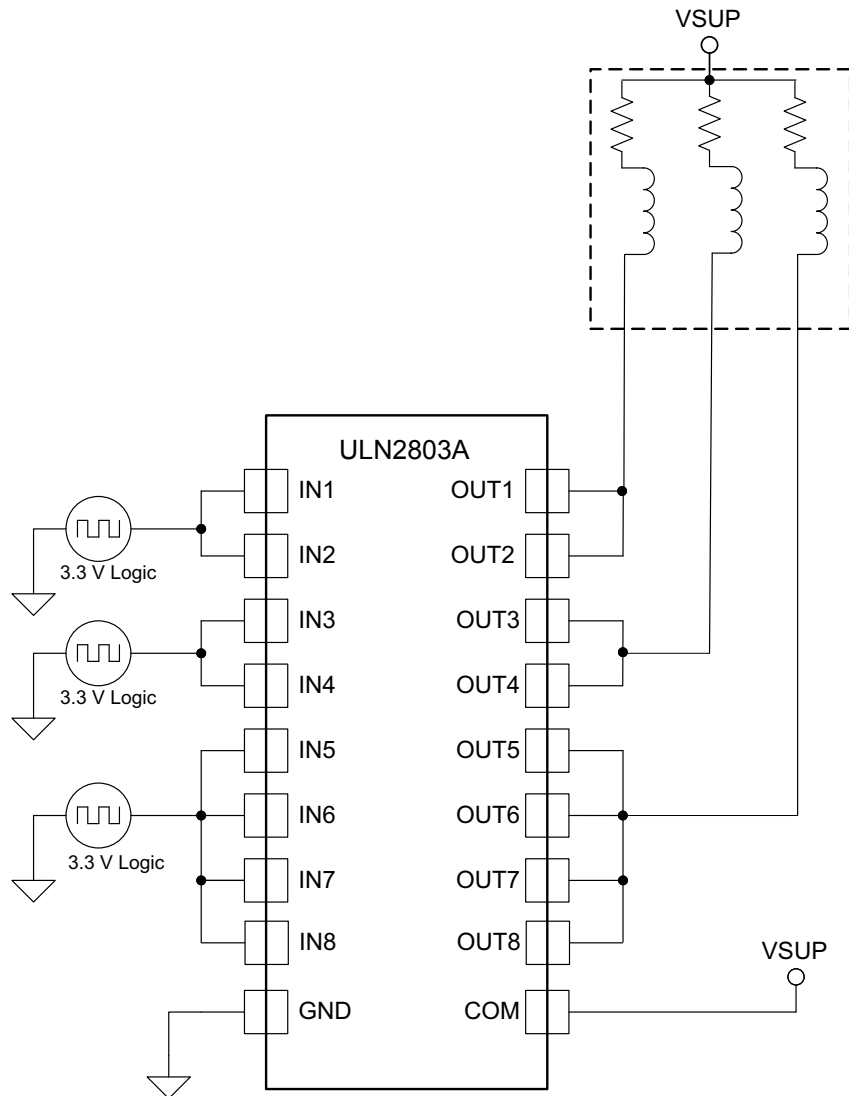 VSUP
ULN2803A
IN1
OUT1
IN2
OUT2
3.3 V Logic
IN3
OUT3
IN4
OUT4
3.3 V Logic
IN5
OUT5
IN6
OUT6
3.3 V Logic
IN7
OUT7
IN8
OUT8
VSUP
GND
COM